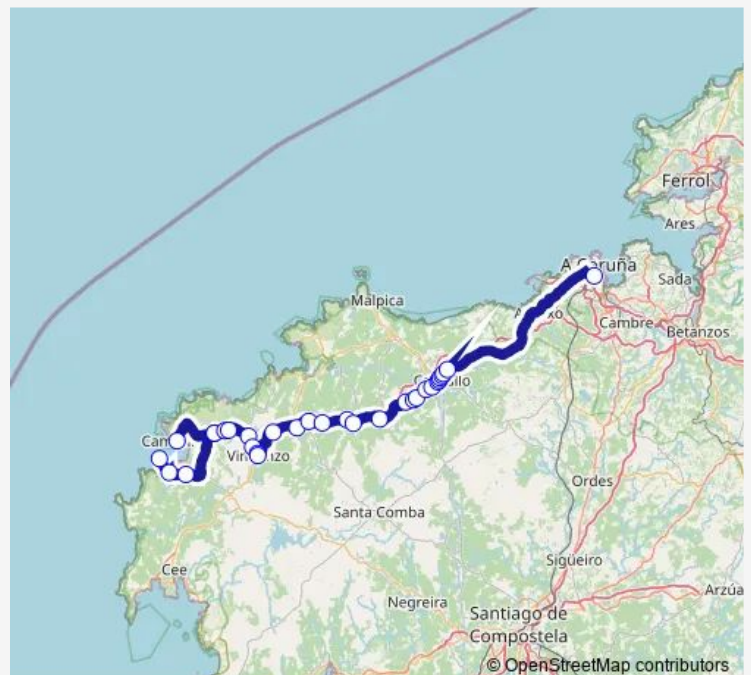 Ferrol
Ares
A Coruña
Sada
Malpica
Cambre
Betanzos
Santa Comba
Ordes
Cee
Sigüeiro
Negreira
Arzúa
Santiago de
Compostela
© OpenStreetMap contributors